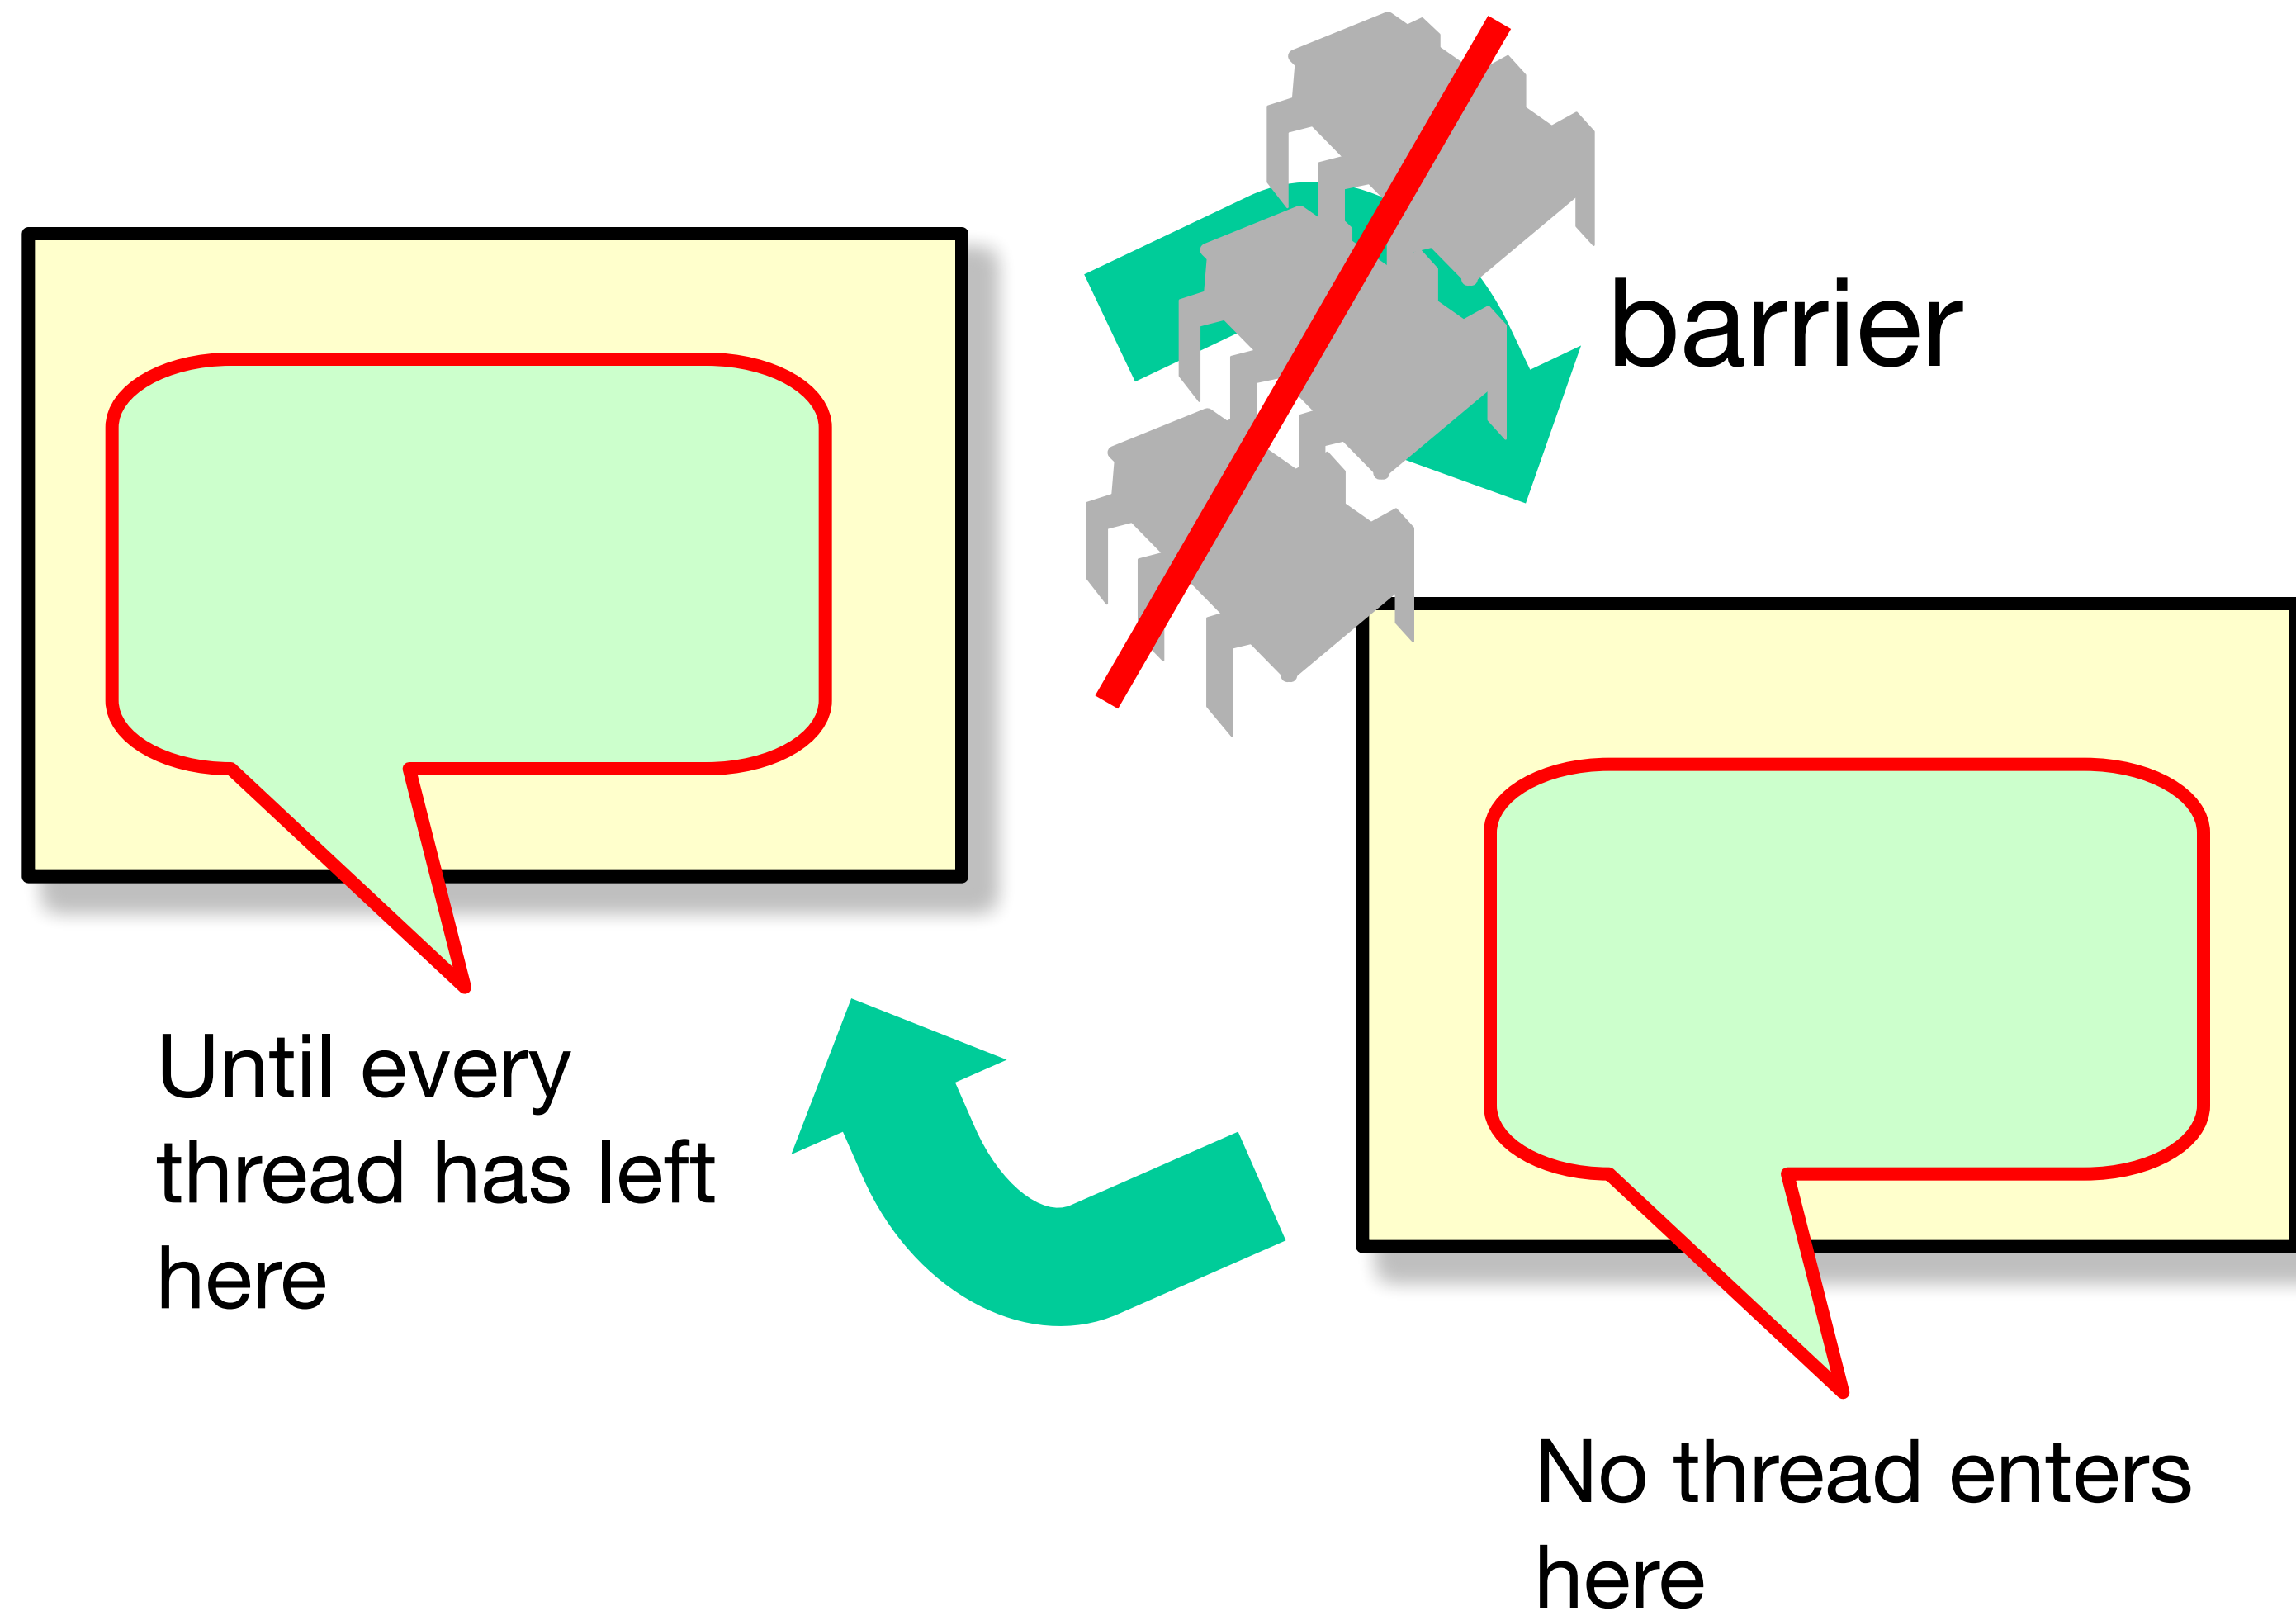 barrier
Until every
thread has left
here
No thread enters
here